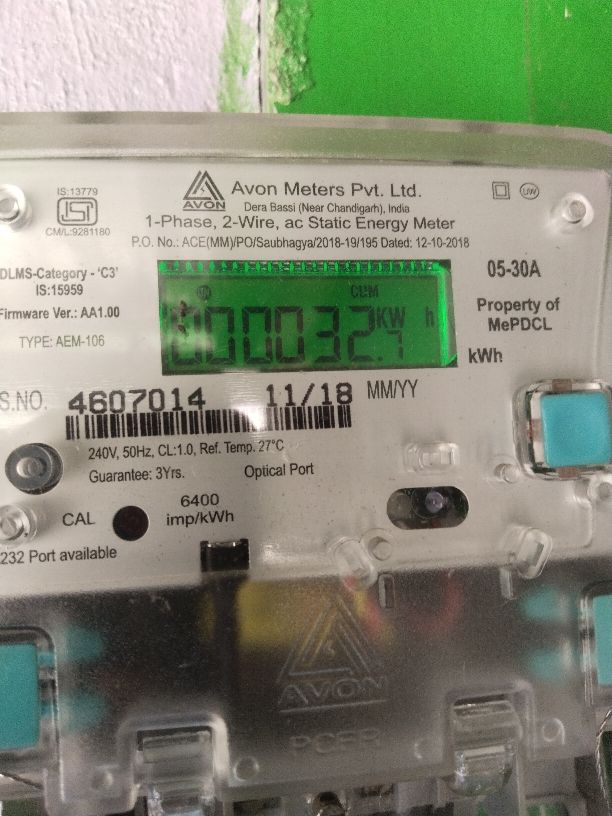 IS:13779
ISI
CM/L:9281180
AVON
Avon Meters Pvt. Ltd.
Dera Bassi (Near Chandigarh), India
1-Phase, 2-Wire, ac Static Energy Meter
P.O. No.: ACE(MM)/PO/Saubhagya/2018-19/195 Dated: 12-10-2018
UW
DLMS-Category - 'C3'
IS:15959
Firmware Ver.: AA1.00
TYPE: AEM-106
CUM
000032.7 KW h
05-30A
Property of
MePDCL
kWh
S.NO. 4607014 11/18 MM/YY
240V, 50Hz, CL:1.0, Ref. Temp. 27°C
Guarantee: 3Yrs. Optical Port
CAL 6400
imp/kWh
232 Port available
AVON